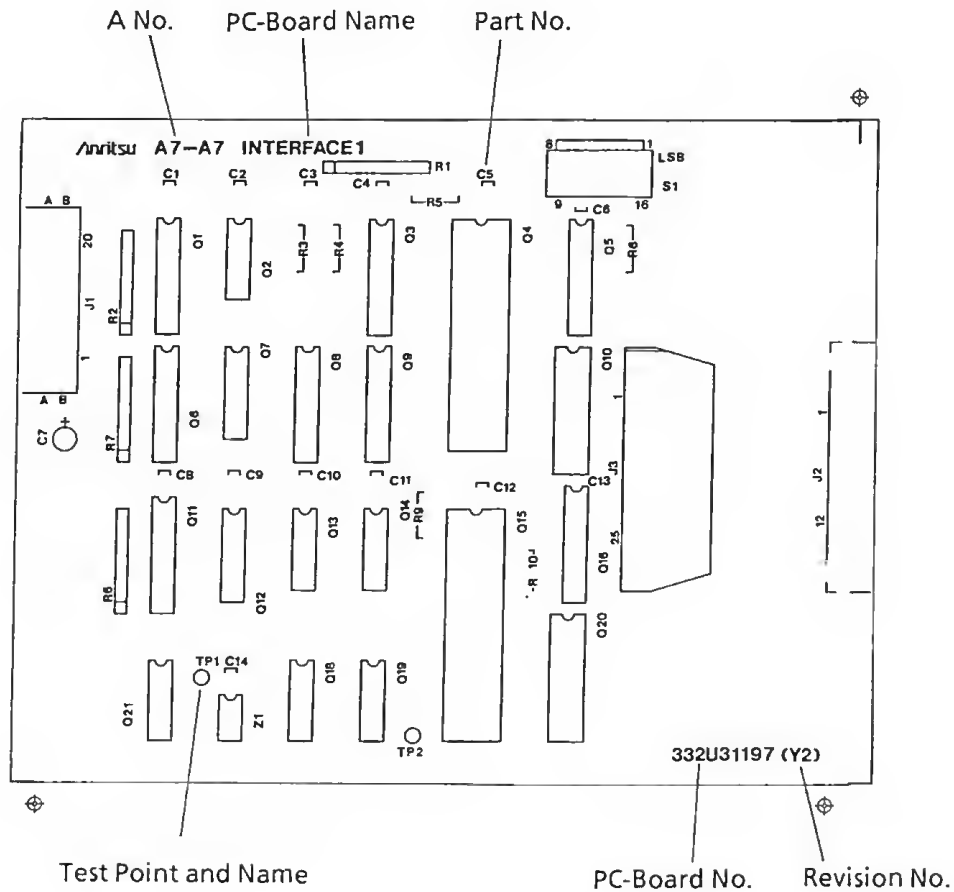 A No. PC-Board Name Part No.
Anritsu A7-A7 INTERFACE1
8 1
LSB
S1
9 16
R1
C1 C2 C3 C4 C5
R5
C6
A B
20
J1
1
A B
R2
Q1
Q2
R3
R4
Q3
Q4
Q5
R6
C7 +
R7
Q6
Q7
Q8
Q9
Q10
1
J3
25
1
J2
12
C8 C9 C10 C11 C12 C13
R6
Q11
Q12
Q13
Q14
R9
Q15
-R 10
Q16
Q20
TP1 C14
Q21
Z1
Q18
Q19
TP2
332U31197 (Y2)
Test Point and Name PC-Board No. Revision No.